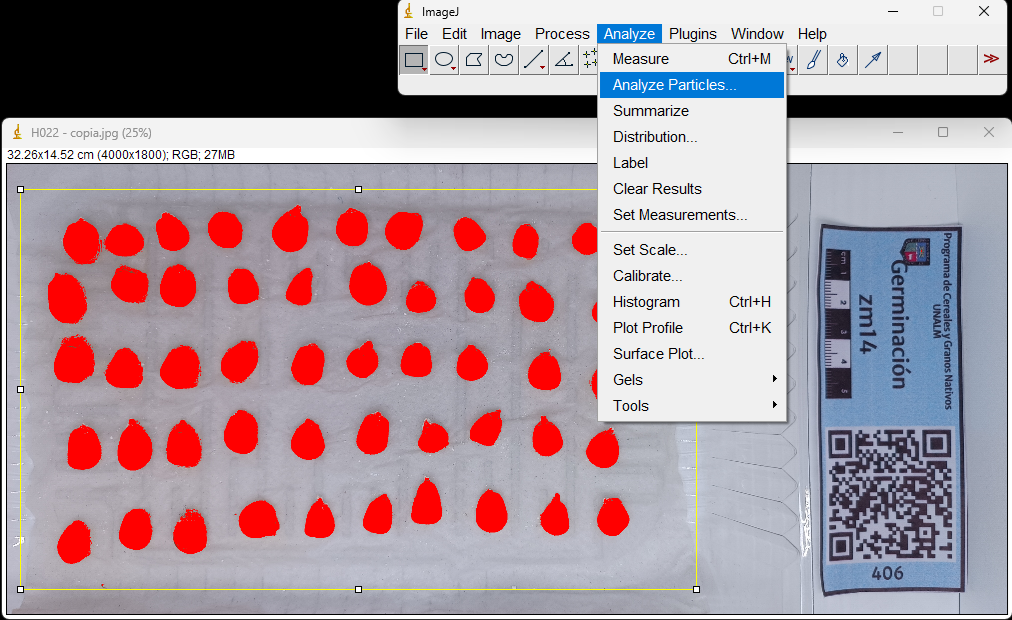 ImageJ
File Edit Image Process Analyze Plugins Window Help
Measure Ctrl+M
Analyze Particles...
Summarize
Distribution...
Label
Clear Results
Set Measurements...
Set Scale...
Calibrate...
Histogram Ctrl+H
Plot Profile Ctrl+K
Surface Plot...
Gels
Tools
H022 - copia.jpg (25%)
32.26x14.52 cm (4000x1800); RGB; 27MB
Programa de Cereales y Granos Nativos
UNALM
Germinación
zm14
cm 1
2
3
4
5
406